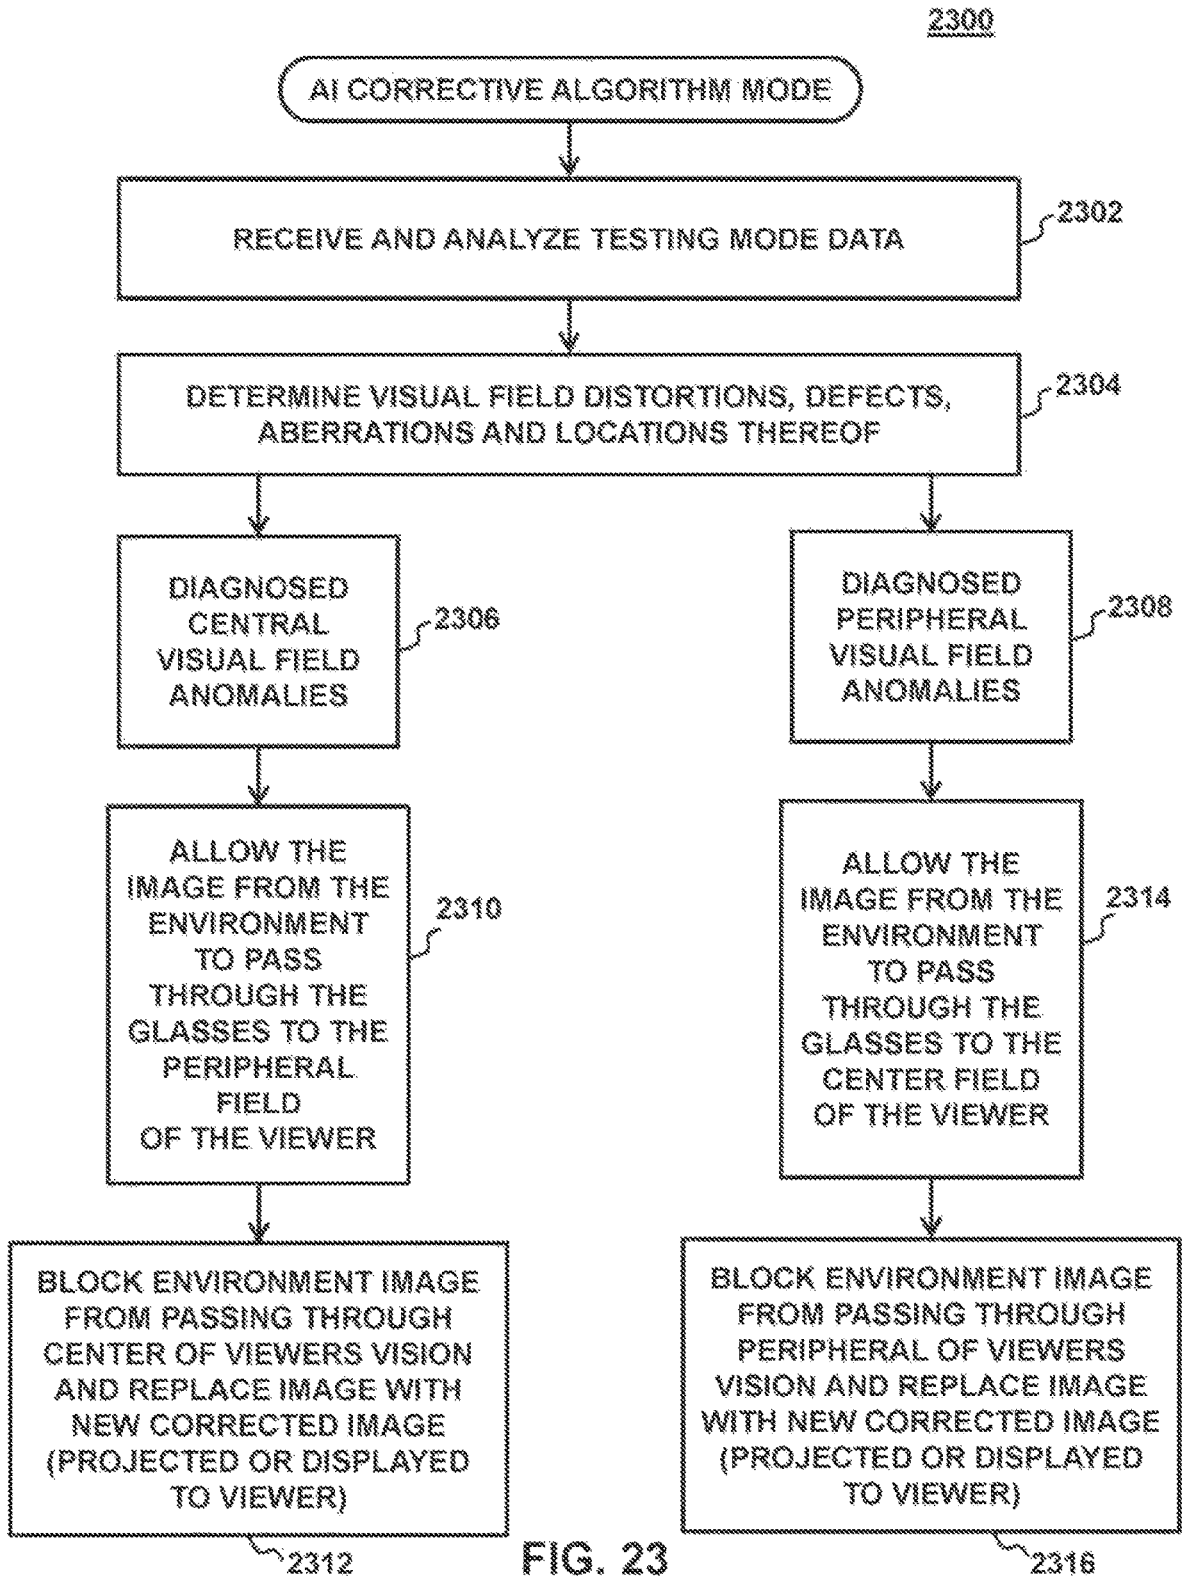 2300
AI CORRECTIVE ALGORITHM MODE
RECEIVE AND ANALYZE TESTING MODE DATA
2302
DETERMINE VISUAL FIELD DISTORTIONS, DEFECTS,
ABERRATIONS AND LOCATIONS THEREOF
2304
DIAGNOSED
CENTRAL
VISUAL FIELD
ANOMALIES
2306
DIAGNOSED
PERIPHERAL
VISUAL FIELD
ANOMALIES
2308
ALLOW THE
IMAGE FROM THE
ENVIRONMENT
TO PASS
THROUGH THE
GLASSES TO THE
PERIPHERAL
FIELD
OF THE VIEWER
2310
ALLOW THE
IMAGE FROM THE
ENVIRONMENT
TO PASS
THROUGH THE
GLASSES TO THE
CENTER FIELD
OF THE VIEWER
2314
BLOCK ENVIRONMENT IMAGE
FROM PASSING THROUGH
CENTER OF VIEWERS VISION
AND REPLACE IMAGE WITH
NEW CORRECTED IMAGE
(PROJECTED OR DISPLAYED
TO VIEWER)
2312
BLOCK ENVIRONMENT IMAGE
FROM PASSING THROUGH
PERIPHERAL OF VIEWERS
VISION AND REPLACE IMAGE
WITH NEW CORRECTED IMAGE
(PROJECTED OR DISPLAYED
TO VIEWER)
2316
FIG. 23